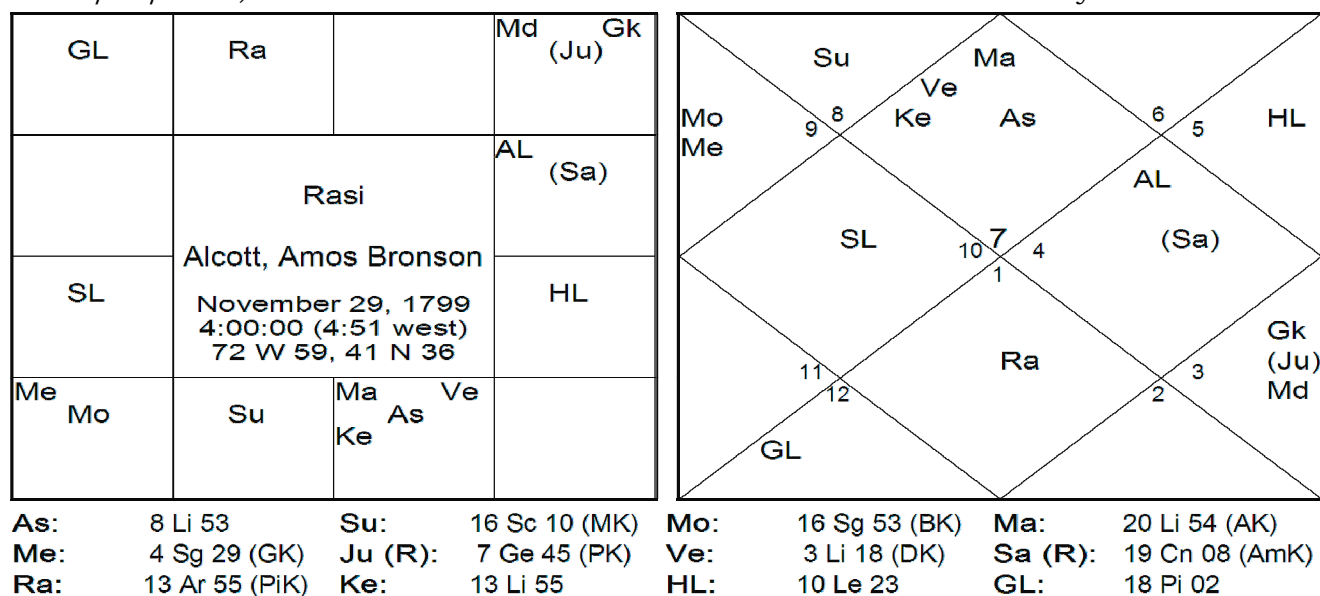 GL Ra Md Gk
(Ju)
AL
(Sa)
Rasi
Alcott, Amos Bronson
November 29, 1799
4:00:00 (4:51 west)
72 W 59, 41 N 36
SL HL
Me
Mo
Su
Ma Ve
As
Ke
Su Ma
Ve
Mo Ke As HL
Me
9 8 6 5
AL
SL (Sa)
10 7 4
1
Gk
Ra (Ju)
Md
11 12 2 3
GL
As: 8 Li 53 Su: 16 Sc 10 (MK) Mo: 16 Sg 53 (BK) Ma: 20 Li 54 (AK)
Me: 4 Sg 29 (GK) Ju (R): 7 Ge 45 (PK) Ve: 3 Li 18 (DK) Sa (R): 19 Cn 08 (AmK)
Ra: 13 Ar 55 (PiK) Ke: 13 Li 55 HL: 10 Le 23 GL: 18 Pi 02